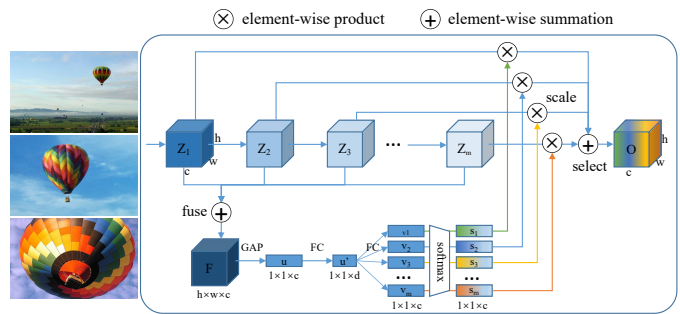 element-wise product
element-wise summation
scale
Z1
h
w
c
Z2
Z3
...
Zm
select
O
h
w
c
fuse
F
h×w×c
GAP
u
1×1×c
FC
u'
1×1×d
FC
v1
v2
v3
...
vm
1×1×c
softmax
s1
s2
s3
...
sm
1×1×c